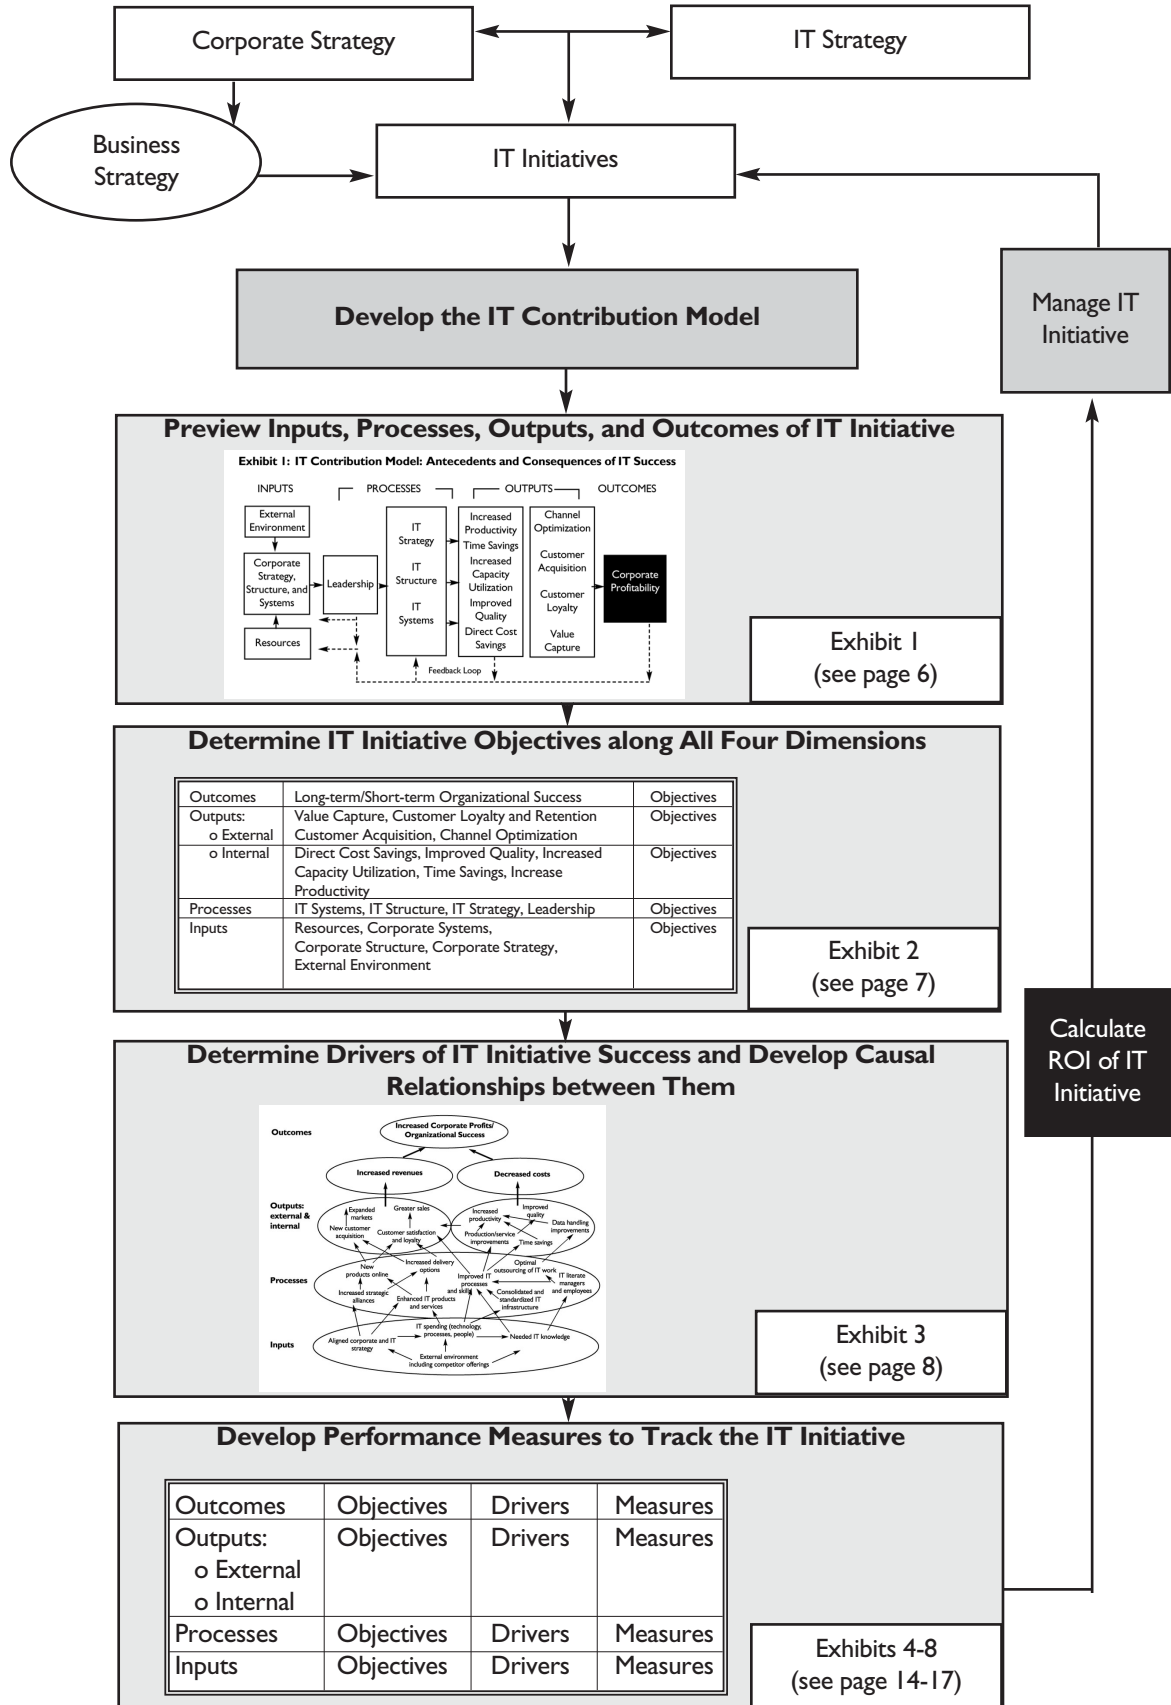 Corporate Strategy
IT Strategy
Business
Strategy
IT Initiatives
Develop the IT Contribution Model
Manage IT
Initiative
Preview Inputs, Processes, Outputs, and Outcomes of IT Initiative
Exhibit 1: IT Contribution Model: Antecedents and Consequences of IT Success
INPUTS
PROCESSES
OUTPUTS
OUTCOMES
External
Environment
Corporate
Strategy,
Structure, and
Systems
Resources
Leadership
IT
Strategy
IT
Structure
IT
Systems
Increased
Productivity
Time Savings
Increased
Capacity
Utilization
Improved
Quality
Direct Cost
Savings
Channel
Optimization
Customer
Acquisition
Customer
Loyalty
Value
Capture
Corporate
Profitability
Feedback Loop
Exhibit 1
(see page 6)
Determine IT Initiative Objectives along All Four Dimensions
Outcomes Long-term/Short-term Organizational Success Objectives
Outputs: Value Capture, Customer Loyalty and Retention Objectives
o External Customer Acquisition, Channel Optimization
o Internal Direct Cost Savings, Improved Quality, Increased Objectives
Capacity Utilization, Time Savings, Increase
Productivity
Processes IT Systems, IT Structure, IT Strategy, Leadership Objectives
Inputs Resources, Corporate Systems, Objectives
Corporate Structure, Corporate Strategy,
External Environment
Exhibit 2
(see page 7)
Calculate
ROI of IT
Initiative
Determine Drivers of IT Initiative Success and Develop Causal
Relationships between Them
Outcomes
Increased Corporate Profits/
Organizational Success
Increased revenues
Decreased costs
Outputs:
external &
internal
Expanded
markets
Greater sales
New customer
acquisition
Customer satisfaction
and loyalty
Increased
productivity
Improved
quality
Data handling
improvements
Production/service
improvements
Time savings
Processes
New
products online
Increased delivery
options
Increased strategic
alliances
Enhanced IT products
and services
Improved IT
processes
and skills
Optimal
outsourcing of IT work
IT literate
managers
and employees
Consolidated and
standardized IT
infrastructure
Inputs
Aligned corporate and IT
strategy
IT spending (technology,
processes, people)
Needed IT knowledge
External environment
including competitor offerings
Exhibit 3
(see page 8)
Develop Performance Measures to Track the IT Initiative
Outcomes Objectives Drivers Measures
Outputs: Objectives Drivers Measures
o External
o Internal
Processes Objectives Drivers Measures
Inputs Objectives Drivers Measures
Exhibits 4-8
(see page 14-17)